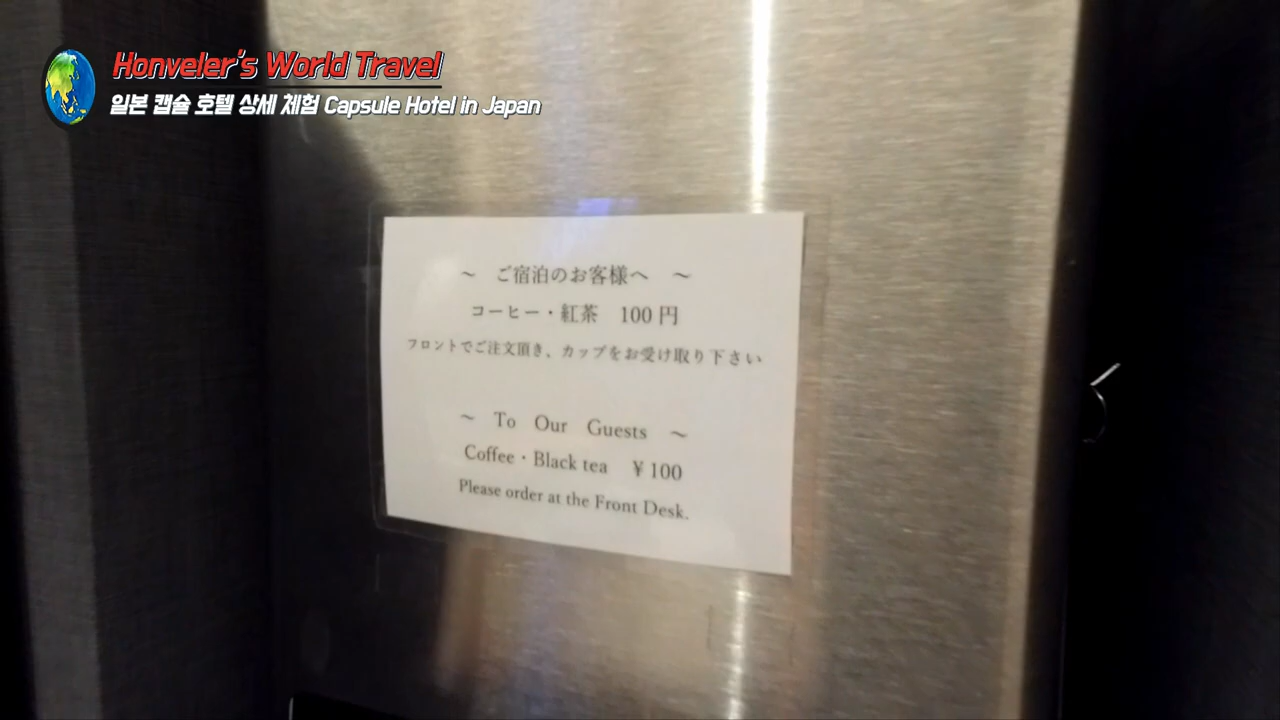 Honveler's World Travel
일본 캡슐 호텔 상세 체험 Capsule Hotel in Japan
～ ご宿泊のお客様へ ～
コーヒー・紅茶 100円
フロントでご注文頂き、カップをお受け取り下さい
～ To Our Guests ～
Coffee・Black tea ￥100
Please order at the Front Desk.